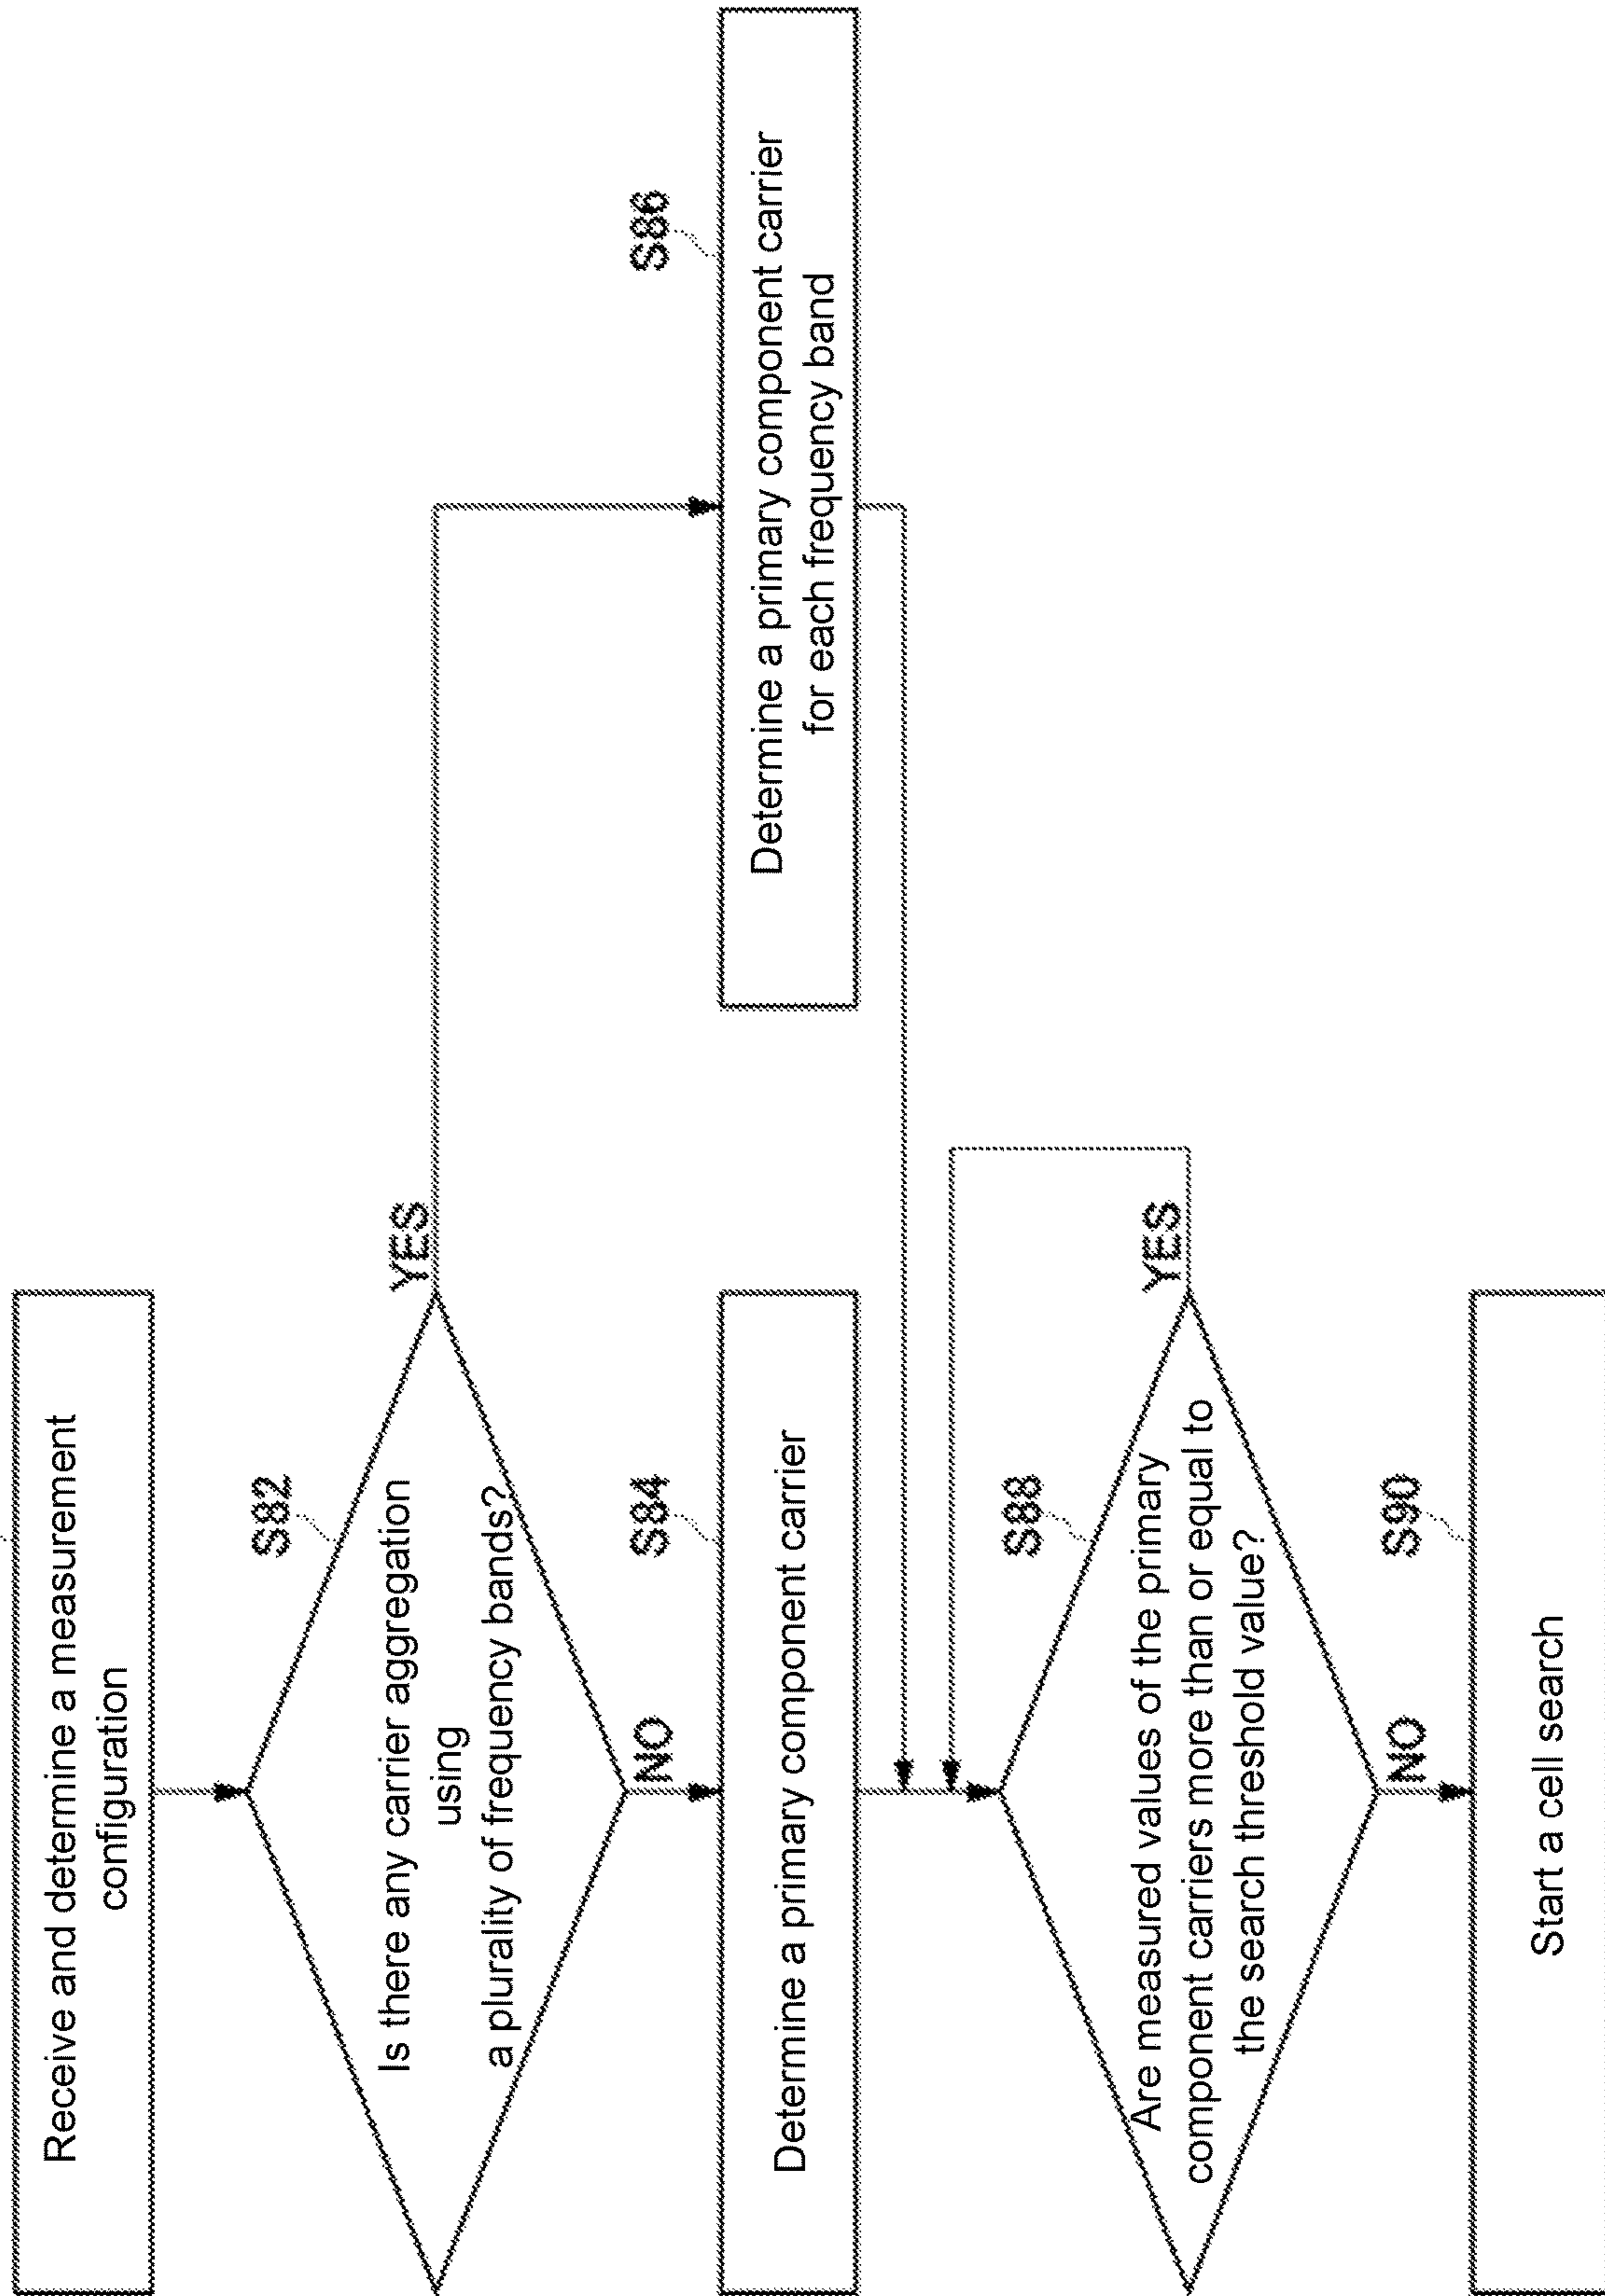 Receive and determine a measurement
configuration
S82
Is there any carrier aggregation
using
a plurality of frequency bands?
YES
NO
S84
Determine a primary component carrier
S86
Determine a primary component carrier
for each frequency band
S88
Are measured values of the primary
component carriers more than or equal to
the search threshold value?
YES
NO
S90
Start a cell search